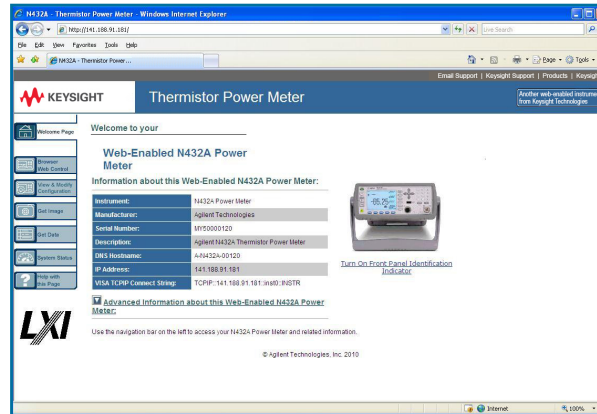 N432A - Thermistor Power Meter - Windows Internet Explorer
http://141.188.91.181/
Live Search
File Edit View Favorites Tools Help
N432A - Thermistor Power ...
Page Tools
Email Support | Keysight Support | Products | Keysigh
KEYSIGHT
Thermistor Power Meter
Another web-enabled instrume
from Keysight Technologies
Welcome Page
Welcome to your
Web-Enabled N432A Power
Meter
Browser
Web Control
Information about this Web-Enabled N432A Power Meter:
View & Modify
Configuration
Instrument: N432A Power Meter
Get Image
Manufacturer: Agilent Technologies
Serial Number: MY50000120
Get Data
Description: Agilent N432A Thermistor Power Meter
DNS Hostname: A-N432A-00120
System Status
IP Address: 141.188.91.181
Help with
this Page
VISA TCPIP Connect String: TCPIP::141.188.91.181::inst0::INSTR
-85.25
Turn On Front Panel Identification
Indicator
Advanced Information about this Web-Enabled N432A Power
Meter:
LXI
Use the navigation bar on the left to access your N432A Power Meter and related information.
© Agilent Technologies, Inc. 2010
Internet
100%